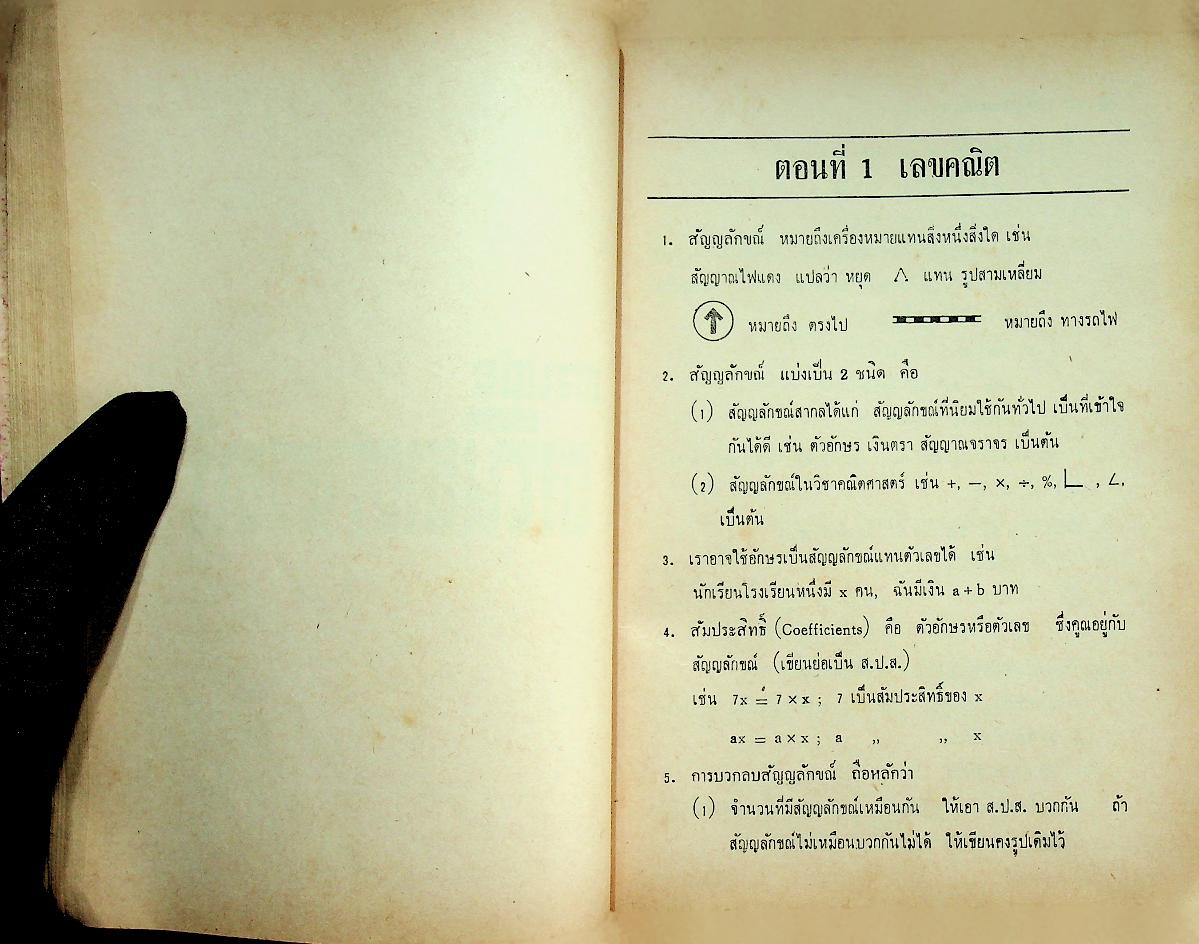 ตอนที่ 1 เลขคณิต
1. สัญญลักขณ์ หมายถึงเครื่องหมายแทนสิ่งหนึ่งสิ่งใด เช่น
สัญญาณไฟแดง แปลว่า หยุด △ แทน รูปสามเหลี่ยม
↑ หมายถึง ตรงไป หมายถึง ทางรถไฟ
2. สัญญลักขณ์ แบ่งเป็น 2 ชนิด คือ
(1) สัญญลักขณ์สากลได้แก่ สัญญลักขณ์ที่นิยมใช้กันทั่วไป เป็นที่เข้าใจ
กันได้ดี เช่น ตัวอักษร เงินตรา สัญญาณจราจร เป็นต้น
(2) สัญญลักขณ์ในวิชาคณิตศาสตร์ เช่น +, —, ×, ÷, %, ∟, ∠,
เป็นต้น
3. เราอาจใช้อักษรเป็นสัญญลักขณ์แทนตัวเลขได้ เช่น
นักเรียนโรงเรียนหนึ่งมี x คน, ฉันมีเงิน a + b บาท
4. สัมประสิทธิ์ (Coefficients) คือ ตัวอักษรหรือตัวเลข ซึ่งคูณอยู่กับ
สัญญลักขณ์ (เขียนย่อเป็น ส.ป.ส.)
เช่น 7x = 7 × x ; 7 เป็นสัมประสิทธิ์ของ x
ax = a × x ; a ,, ,, x
5. การบวกลบสัญญลักขณ์ ถือหลักว่า
(1) จำนวนที่มีสัญญลักขณ์เหมือนกัน ให้เอา ส.ป.ส. บวกกัน ถ้า
สัญญลักขณ์ไม่เหมือนบวกกันไม่ได้ ให้เขียนคงรูปเดิมไว้